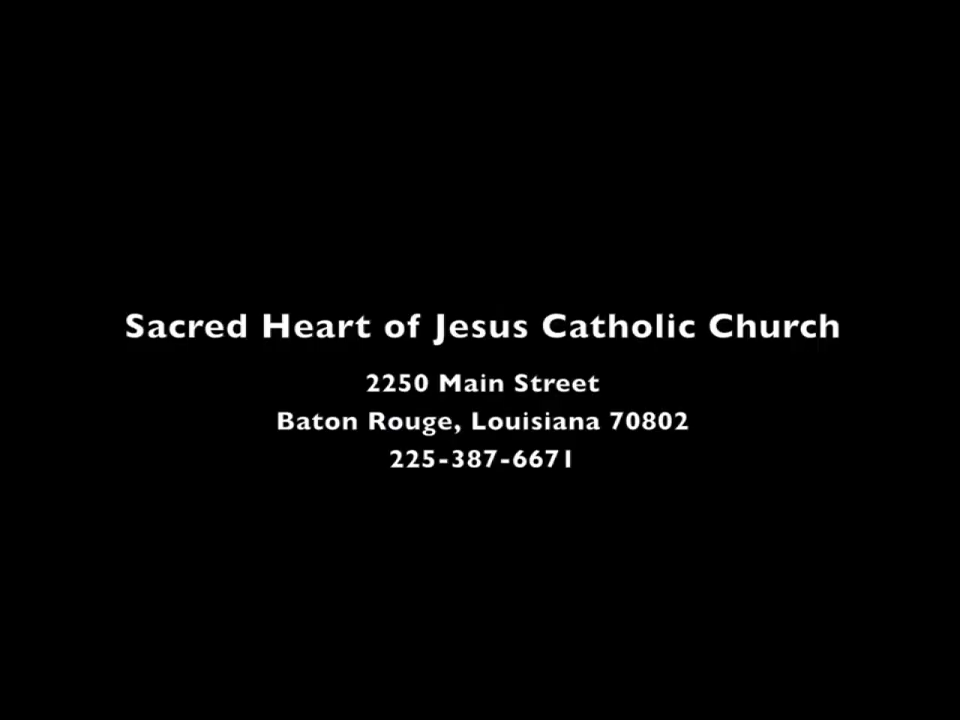 Sacred Heart of Jesus Catholic Church
2250 Main Street
Baton Rouge, Louisiana 70802
225-387-6671